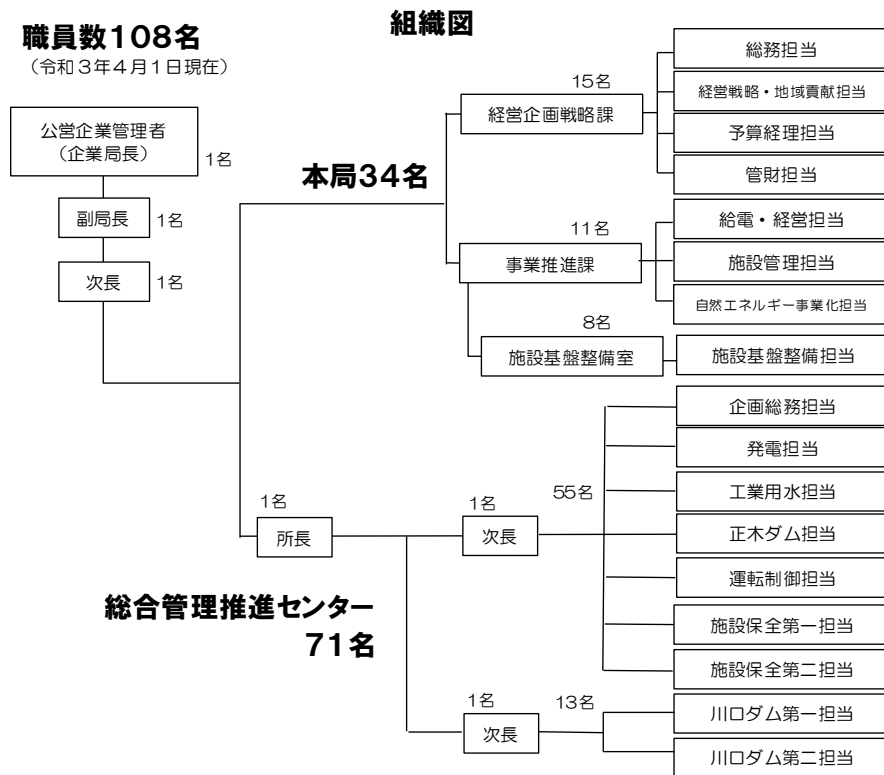 組織図
職員数108名
（令和3年4月1日現在）
公営企業管理者
（企業局長）
1名
副局長
1名
次長
1名
本局34名
15名
経営企画戦略課
総務担当
経営戦略・地域貢献担当
予算経理担当
管財担当
11名
事業推進課
給電・経営担当
施設管理担当
自然エネルギー事業化担当
8名
施設基盤整備室
施設基盤整備担当
総合管理推進センター
71名
1名
所長
1名
次長
55名
企画総務担当
発電担当
工業用水担当
正木ダム担当
運転制御担当
施設保全第一担当
施設保全第二担当
1名
次長
13名
川口ダム第一担当
川口ダム第二担当